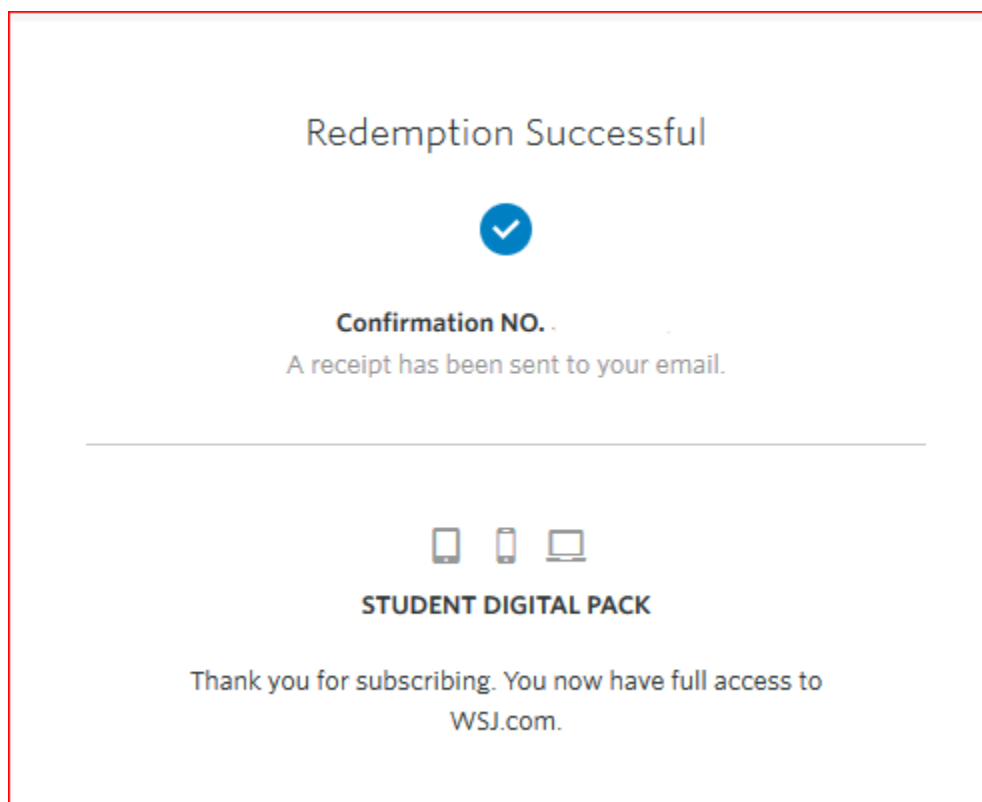 Redemption Successful
Confirmation NO.
A receipt has been sent to your email.
STUDENT DIGITAL PACK
Thank you for subscribing. You now have full access to
WSJ.com.